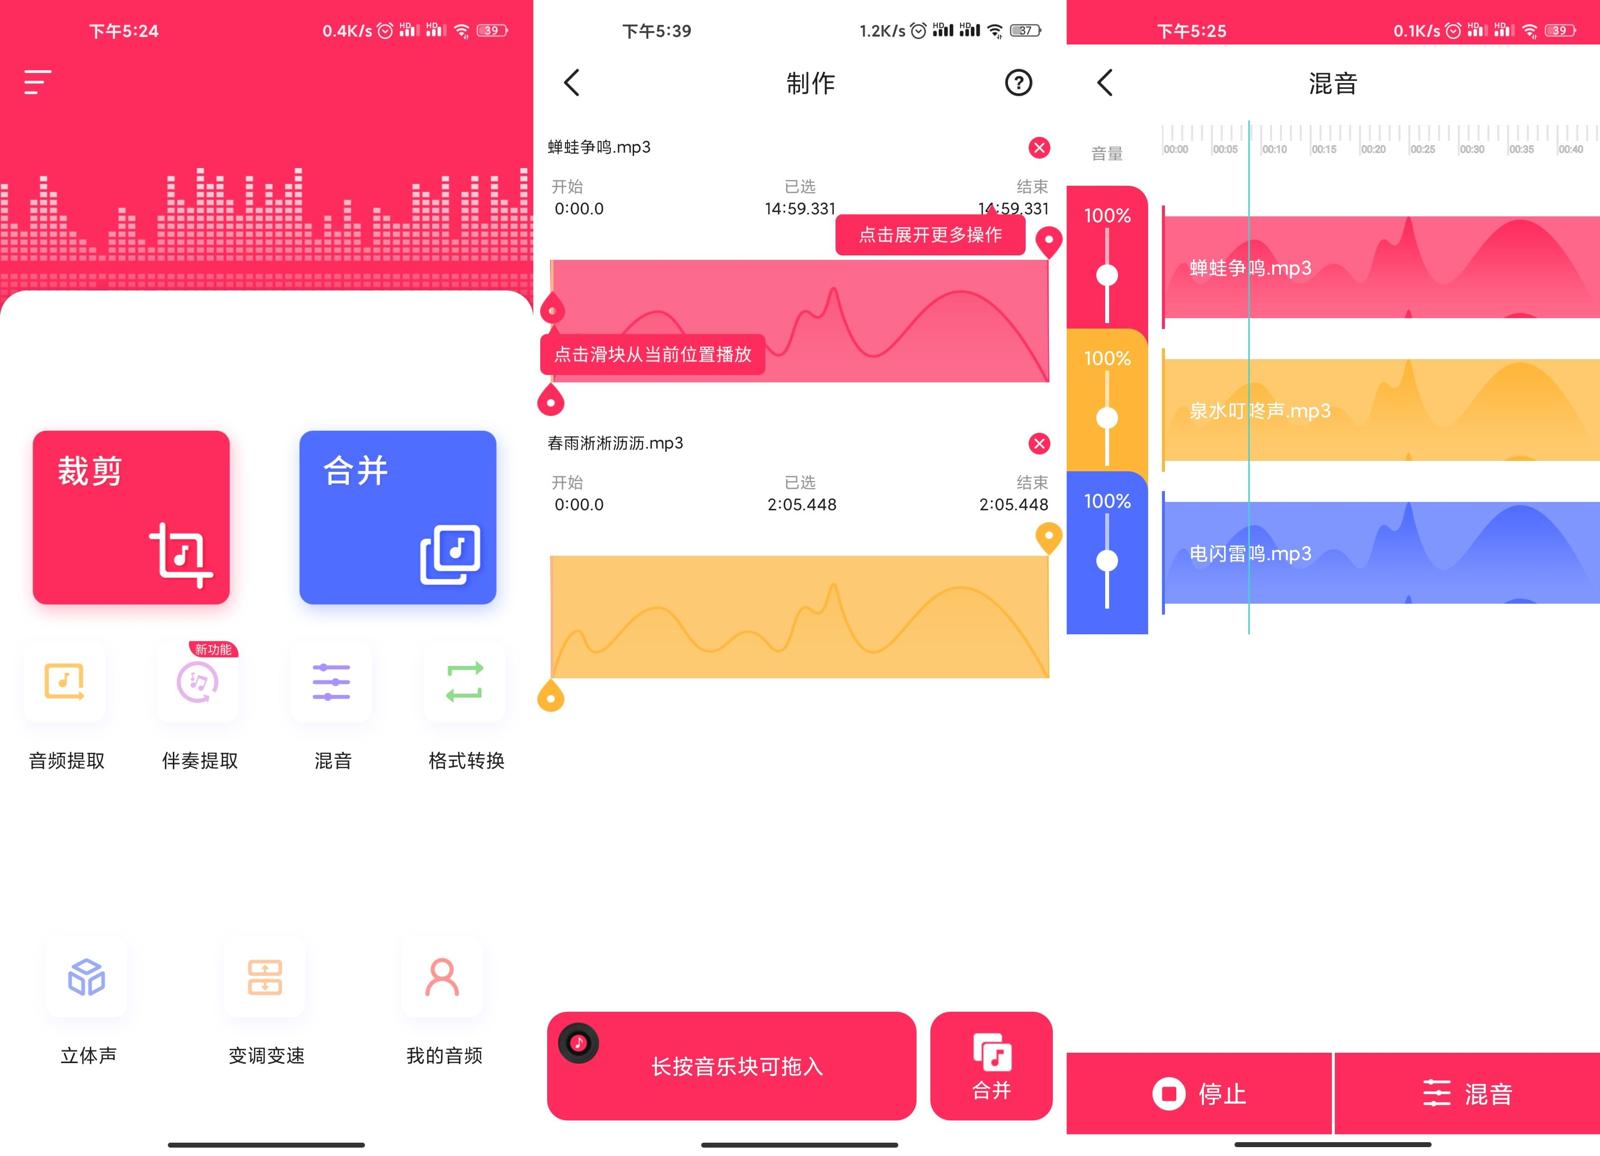 下午5:24
0.4K/s
HD
HD
39
裁剪
合并
新功能
音频提取
伴奏提取
混音
格式转换
立体声
变调变速
我的音频
下午5:39
1.2K/s
HD
HD
37
制作
?
蝉蛙争鸣.mp3
开始
已选
结束
0:00.0
14:59.331
14:59.331
点击展开更多操作
点击滑块从当前位置播放
春雨淅淅沥沥.mp3
开始
已选
结束
0:00.0
2:05.448
2:05.448
长按音乐块可拖入
合并
下午5:25
0.1K/s
HD
HD
39
混音
音量
00:00
00:05
00:10
00:15
00:20
00:25
00:30
00:35
00:40
100%
蝉蛙争鸣.mp3
100%
泉水叮咚声.mp3
100%
电闪雷鸣.mp3
停止
混音